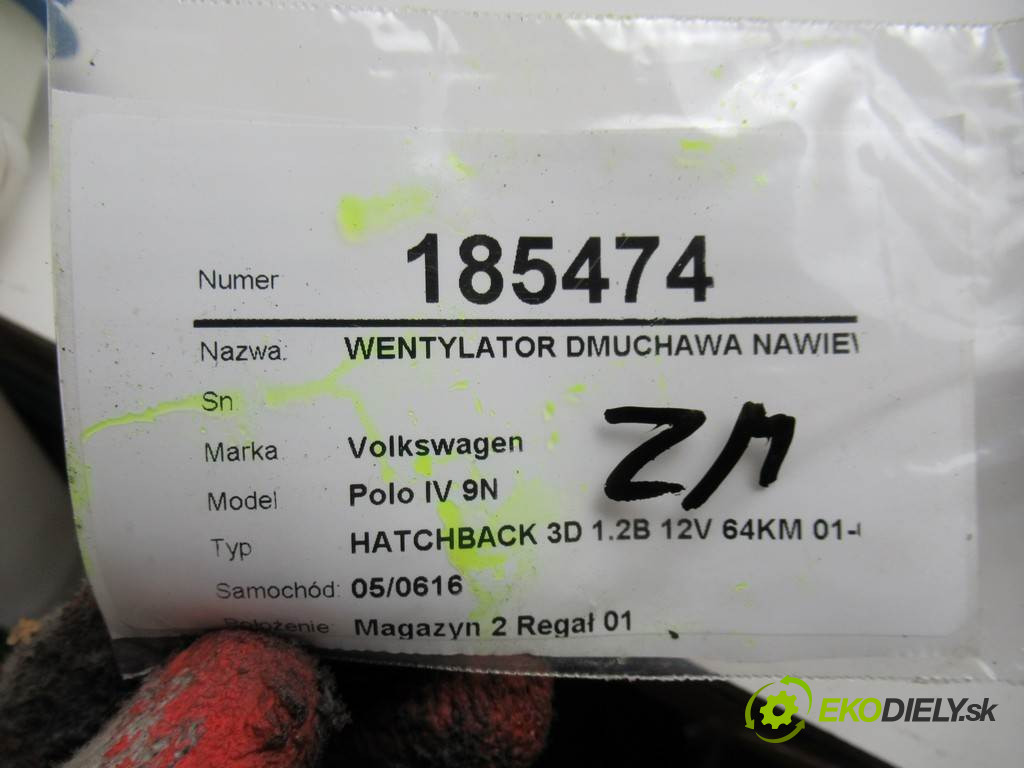 Numer 185474
Nazwa: WENTYLATOR DMUCHAWA NAWIEW
Sn
Marka Volkswagen
Model Polo IV 9N
ZM
Typ HATCHBACK 3D 1.2B 12V 64KM 01-
Samochód: 05/0616
Położenie: Magazyn 2 Regał 01
EKODIELY.sk